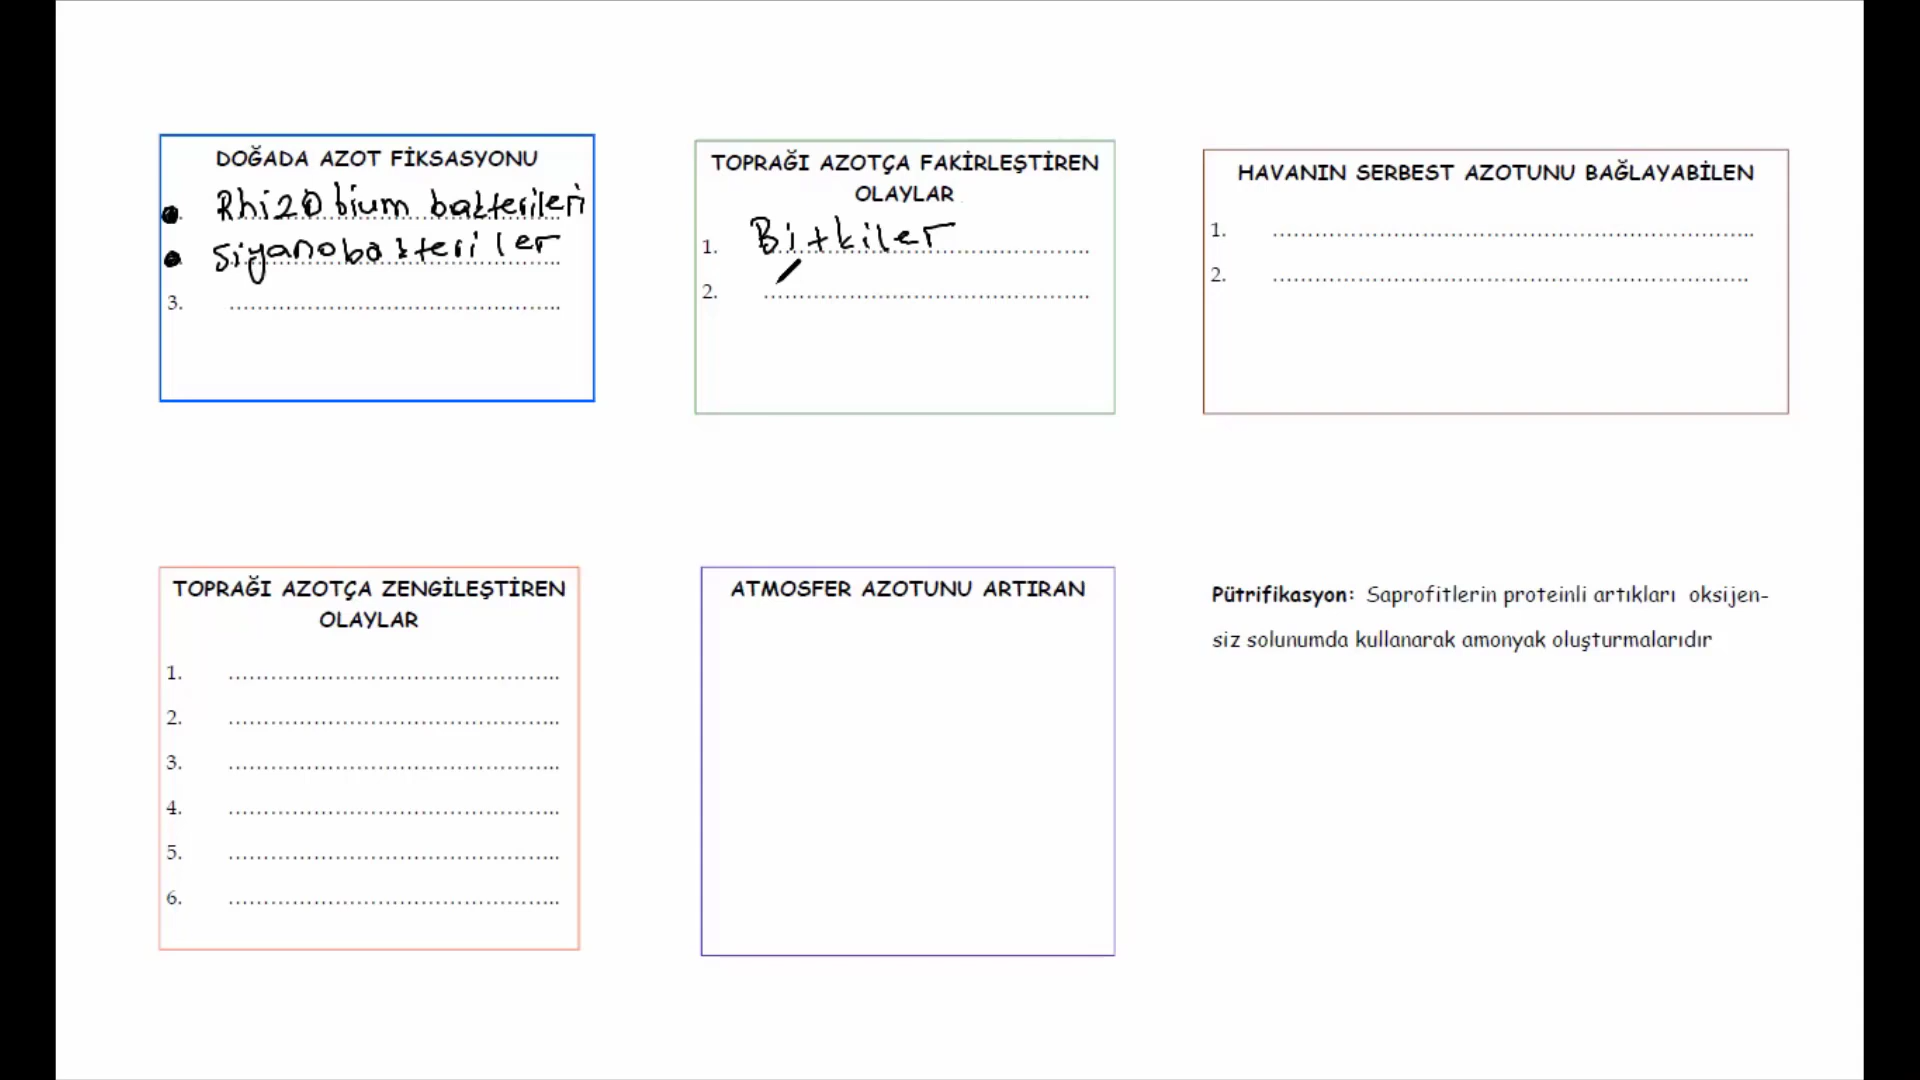 DOĞADA AZOT FİKSASYONU
Rhizobium bakterileri
Siyanobakteriler
3. ……………………………………………..
TOPRAĞI AZOTÇA FAKİRLEŞTİREN
OLAYLAR
1. Bitkiler
2. ……………………………………………..
HAVANIN SERBEST AZOTUNU BAĞLAYABİLEN
1. ……………………………………………..
2. ……………………………………………..
TOPRAĞI AZOTÇA ZENGİLEŞTİREN
OLAYLAR
1. ……………………………………………..
2. ……………………………………………..
3. ……………………………………………..
4. ……………………………………………..
5. ……………………………………………..
6. ……………………………………………..
ATMOSFER AZOTUNU ARTIRAN
Pütrifikasyon: Saprofitlerin proteinli artıkları oksijen-
siz solunumda kullanarak amonyak oluşturmalarıdır